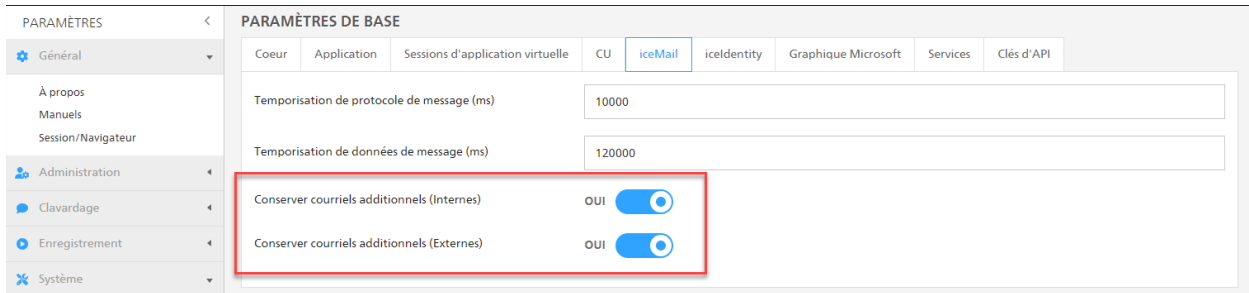 PARAMÈTRES
PARAMÈTRES DE BASE
Général
À propos
Manuels
Session/Navigateur
Administration
Clavardage
Enregistrement
Système
Coeur Application Sessions d'application virtuelle CU iceMail iceIdentity Graphique Microsoft Services Clés d'API
Temporisation de protocole de message (ms) 10000
Temporisation de données de message (ms) 120000
Conserver courriels additionnels (Internes) OUI
Conserver courriels additionnels (Externes) OUI